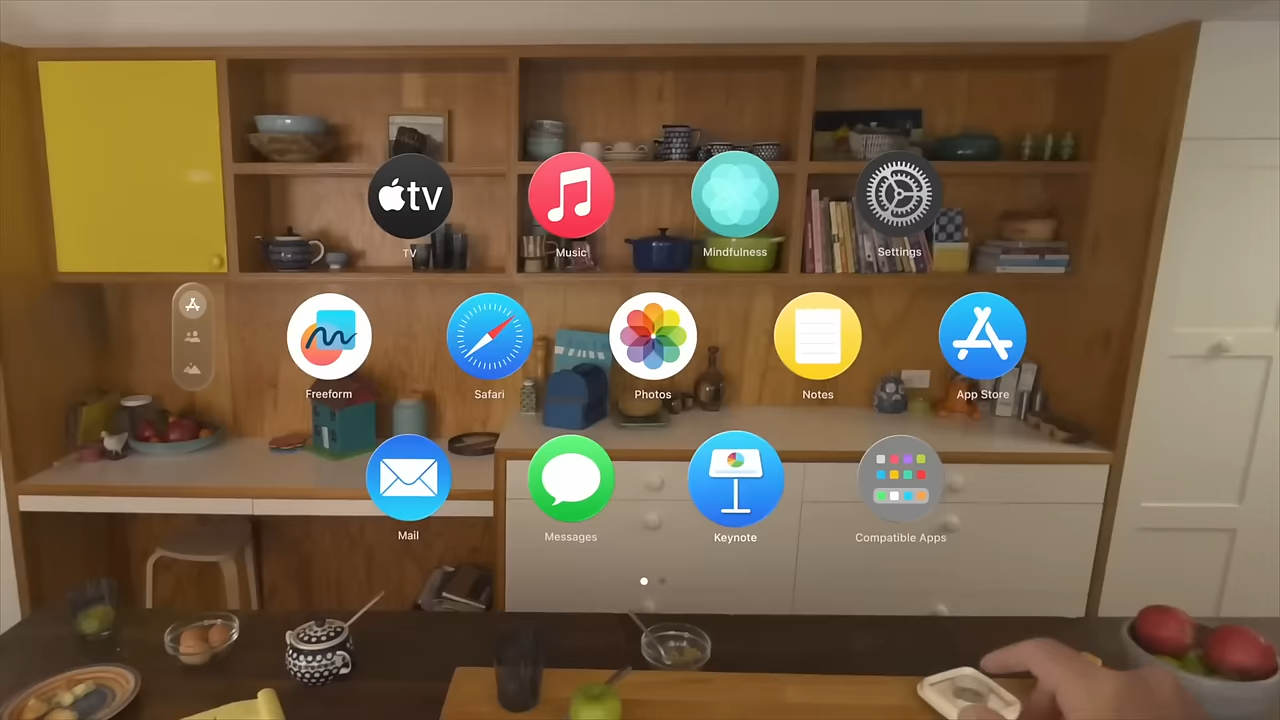 tv
TV
Music
Mindfulness
Settings
Freeform
Safari
Photos
Notes
App Store
Mail
Messages
Keynote
Compatible Apps